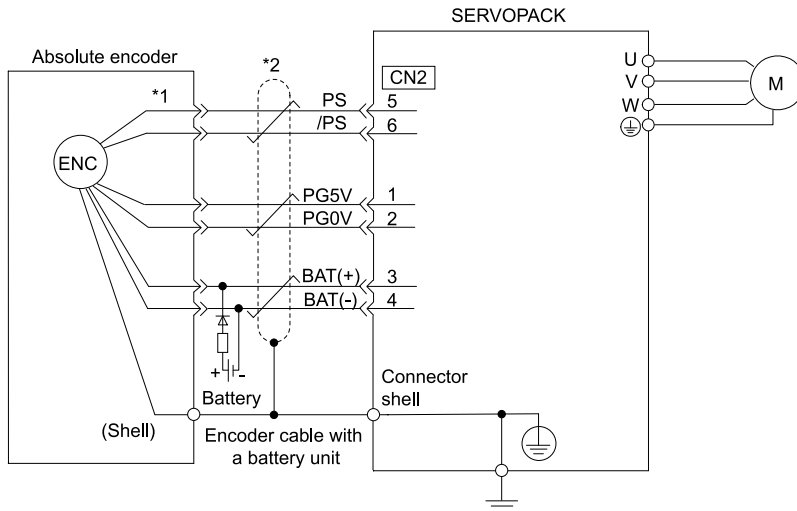 SERVOPACK
Absolute encoder
*1
*2
CN2
PS 5
/PS 6
ENC
PG5V 1
PG0V 2
BAT(+) 3
BAT(-) 4
+ -
Battery
(Shell)
Encoder cable with
a battery unit
Connector
shell
U
V
W
M